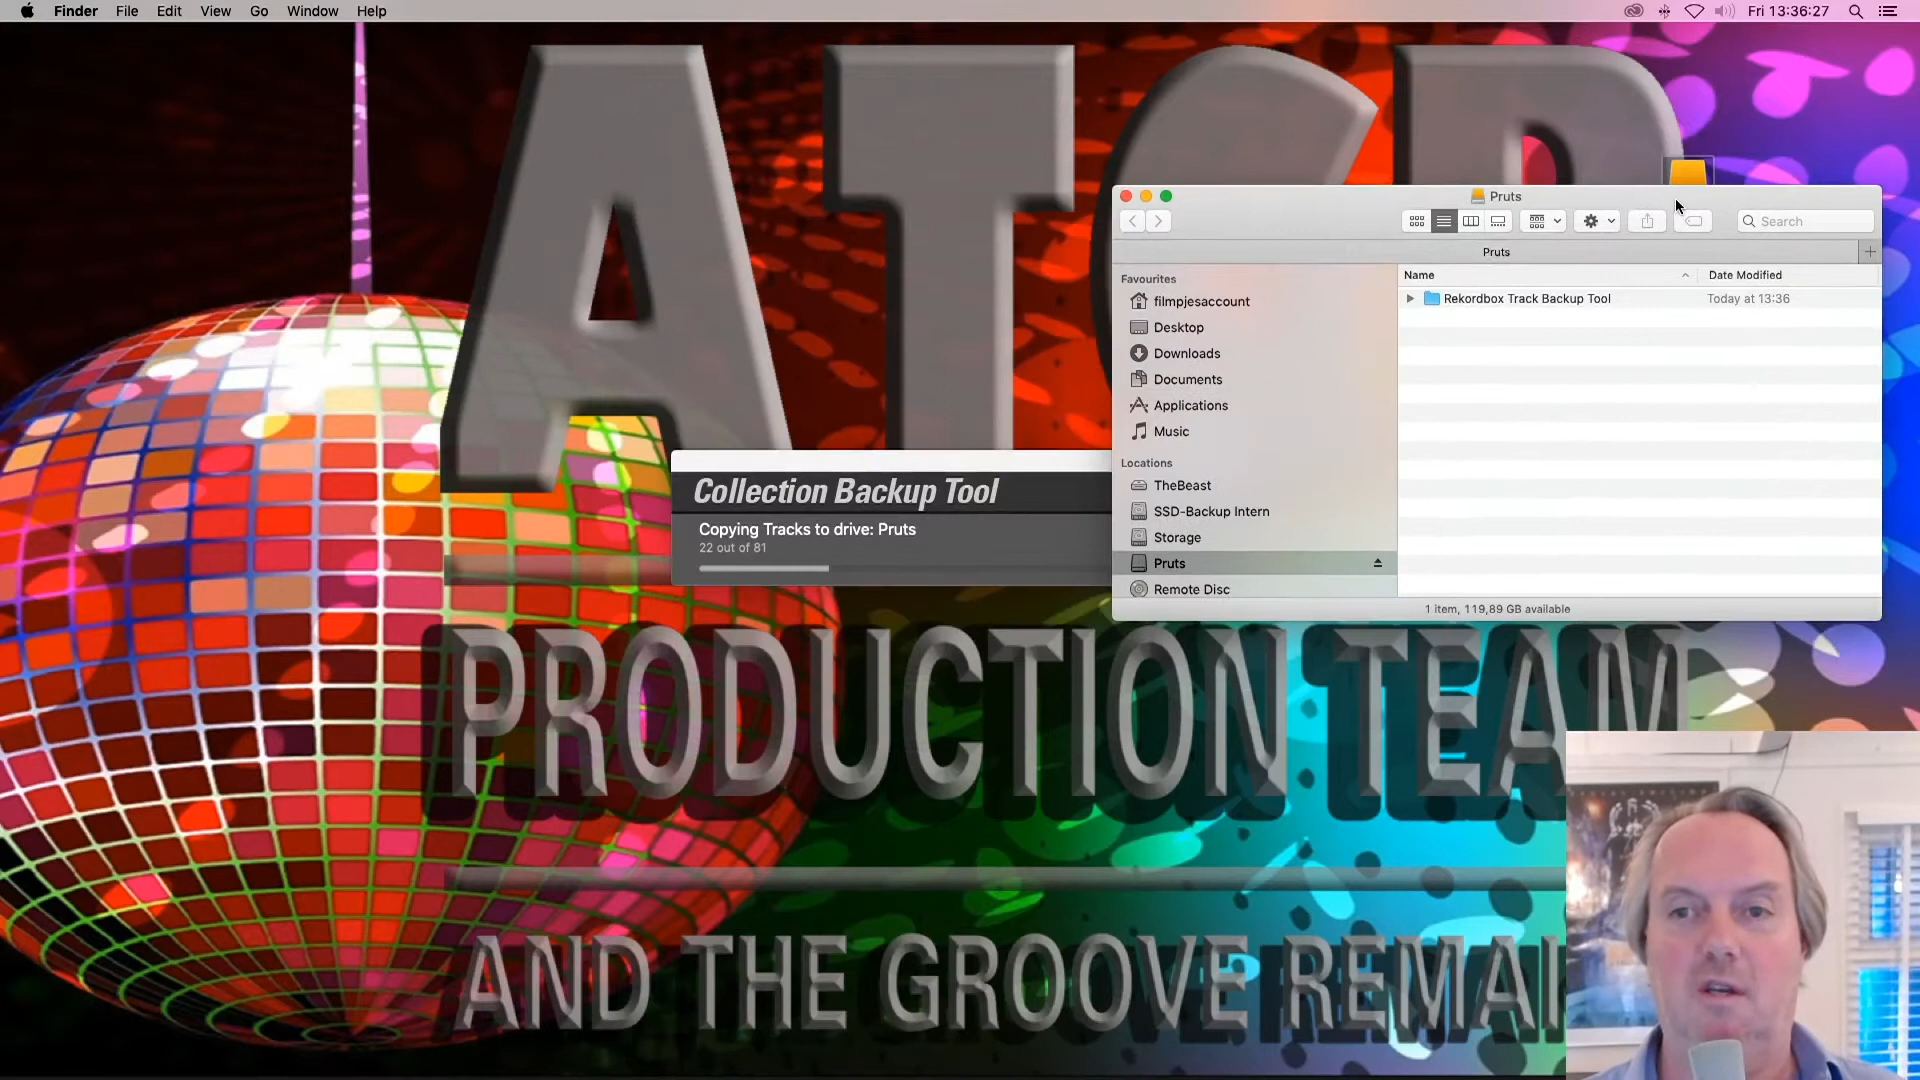 Finder File Edit View Go Window Help
Fri 13:36:27
Pruts
Search
Pruts
Favourites
filmpjesaccount
Desktop
Downloads
Documents
Applications
Music
Locations
TheBeast
SSD-Backup Intern
Storage
Pruts
Remote Disc
Name Date Modified
Rekordbox Track Backup Tool Today at 13:36
1 item, 119,89 GB available
Collection Backup Tool
Copying Tracks to drive: Pruts
22 out of 81
ATGR
PRODUCTION TEAM
AND THE GROOVE REMAI